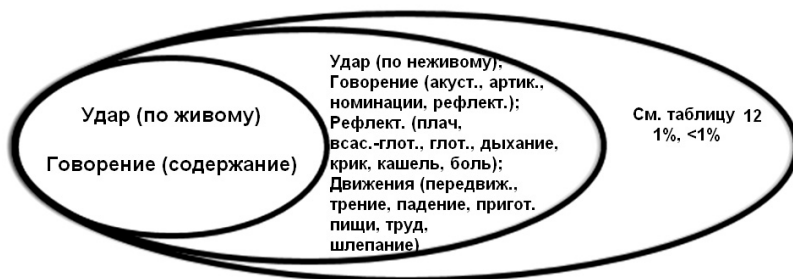 Удар (по живому)
Говорение (содержание)
Удар (по неживому);
Говорение (акуст., артик.,
номинации, рефлект.);
Рефлект. (плач,
всас.-глот., глот., дыхание,
крик, кашель, боль);
Движения (передвиж.,
трение, падение, пригот.
пищи, труд,
шлепание)
См. таблицу 12
1%, <1%